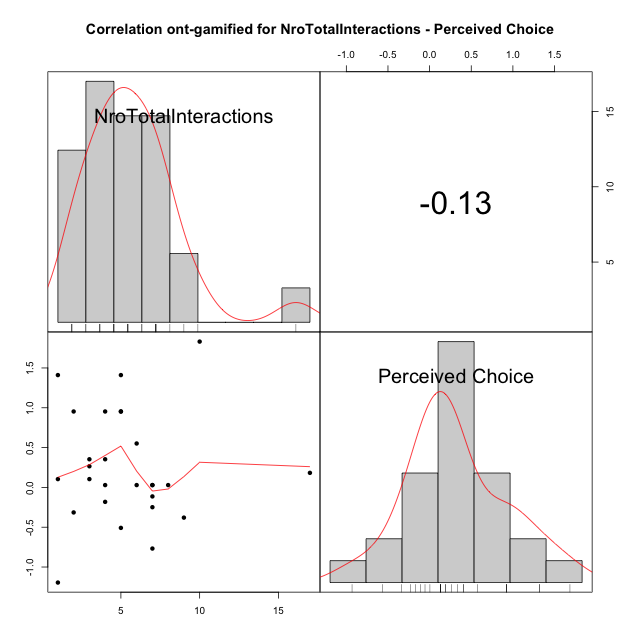 Correlation ont-gamified for NroTotalInteractions - Perceived Choice
-1.0 -0.5 0.0 0.5 1.0 1.5
NroTotalInteractions
15
10
5
-0.13
1.5
1.0
0.5
0.0
-0.5
-1.0
Perceived Choice
5 10 15